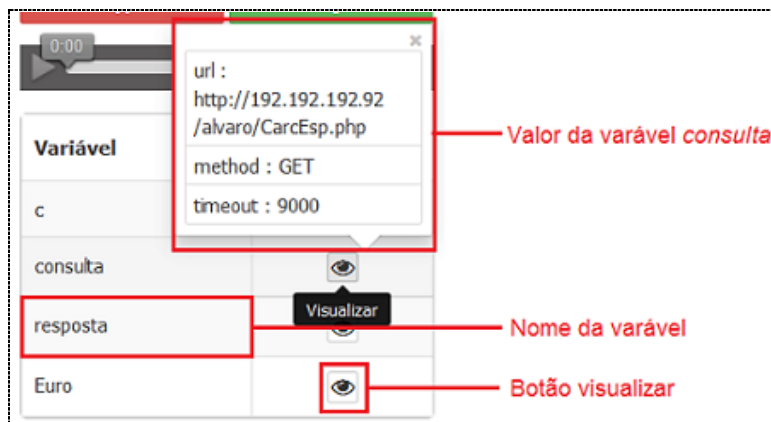 0:00
url :
http://192.192.192.92
/alvaro/CarcEsp.php
method : GET
timeout : 9000
Valor da varável consulta
Variável
c
consulta
Visualizar
resposta
Nome da varável
Euro
Botão visualizar